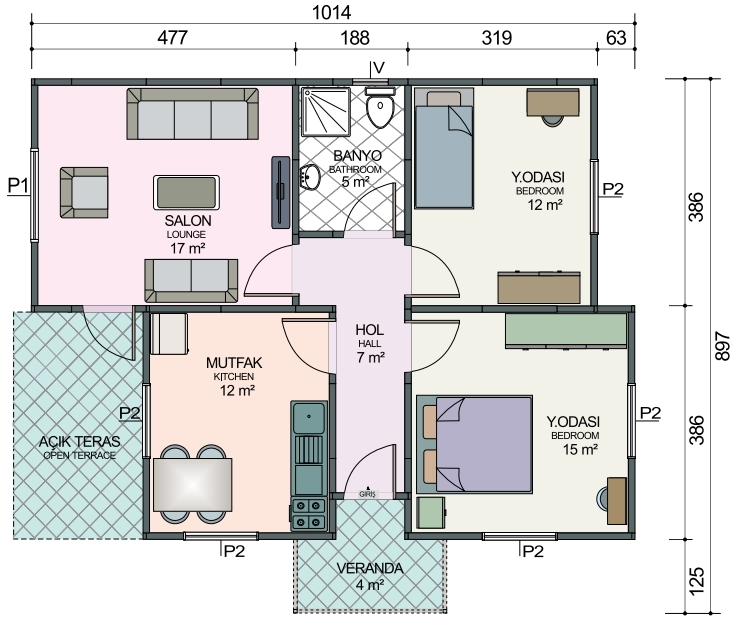 1014
477
188
319
63
V
P1
SALON
LOUNGE
17 m²
BANYO
BATHROOM
5 m²
Y.ODASI
BEDROOM
12 m²
P2
386
HOL
HALL
7 m²
MUTFAK
KITCHEN
12 m²
P2
AÇIK TERAS
OPEN TERRACE
Y.ODASI
BEDROOM
15 m²
P2
386
897
GİRİŞ
P2
P2
VERANDA
4 m²
125